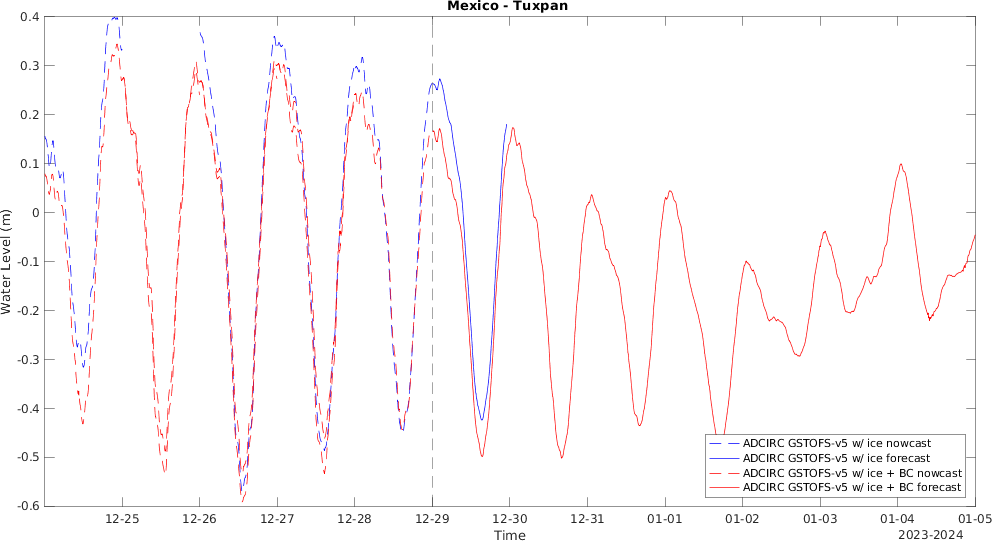 Mexico - Tuxpan
0.4
0.3
0.2
0.1
0
-0.1
-0.2
-0.3
-0.4
-0.5
-0.6
Water Level (m)
ADCIRC GSTOFS-v5 w/ ice nowcast
ADCIRC GSTOFS-v5 w/ ice forecast
ADCIRC GSTOFS-v5 w/ ice + BC nowcast
ADCIRC GSTOFS-v5 w/ ice + BC forecast
12-25 12-26 12-27 12-28 12-29 12-30 12-31 01-01 01-02 01-03 01-04 01-05
Time
2023-2024